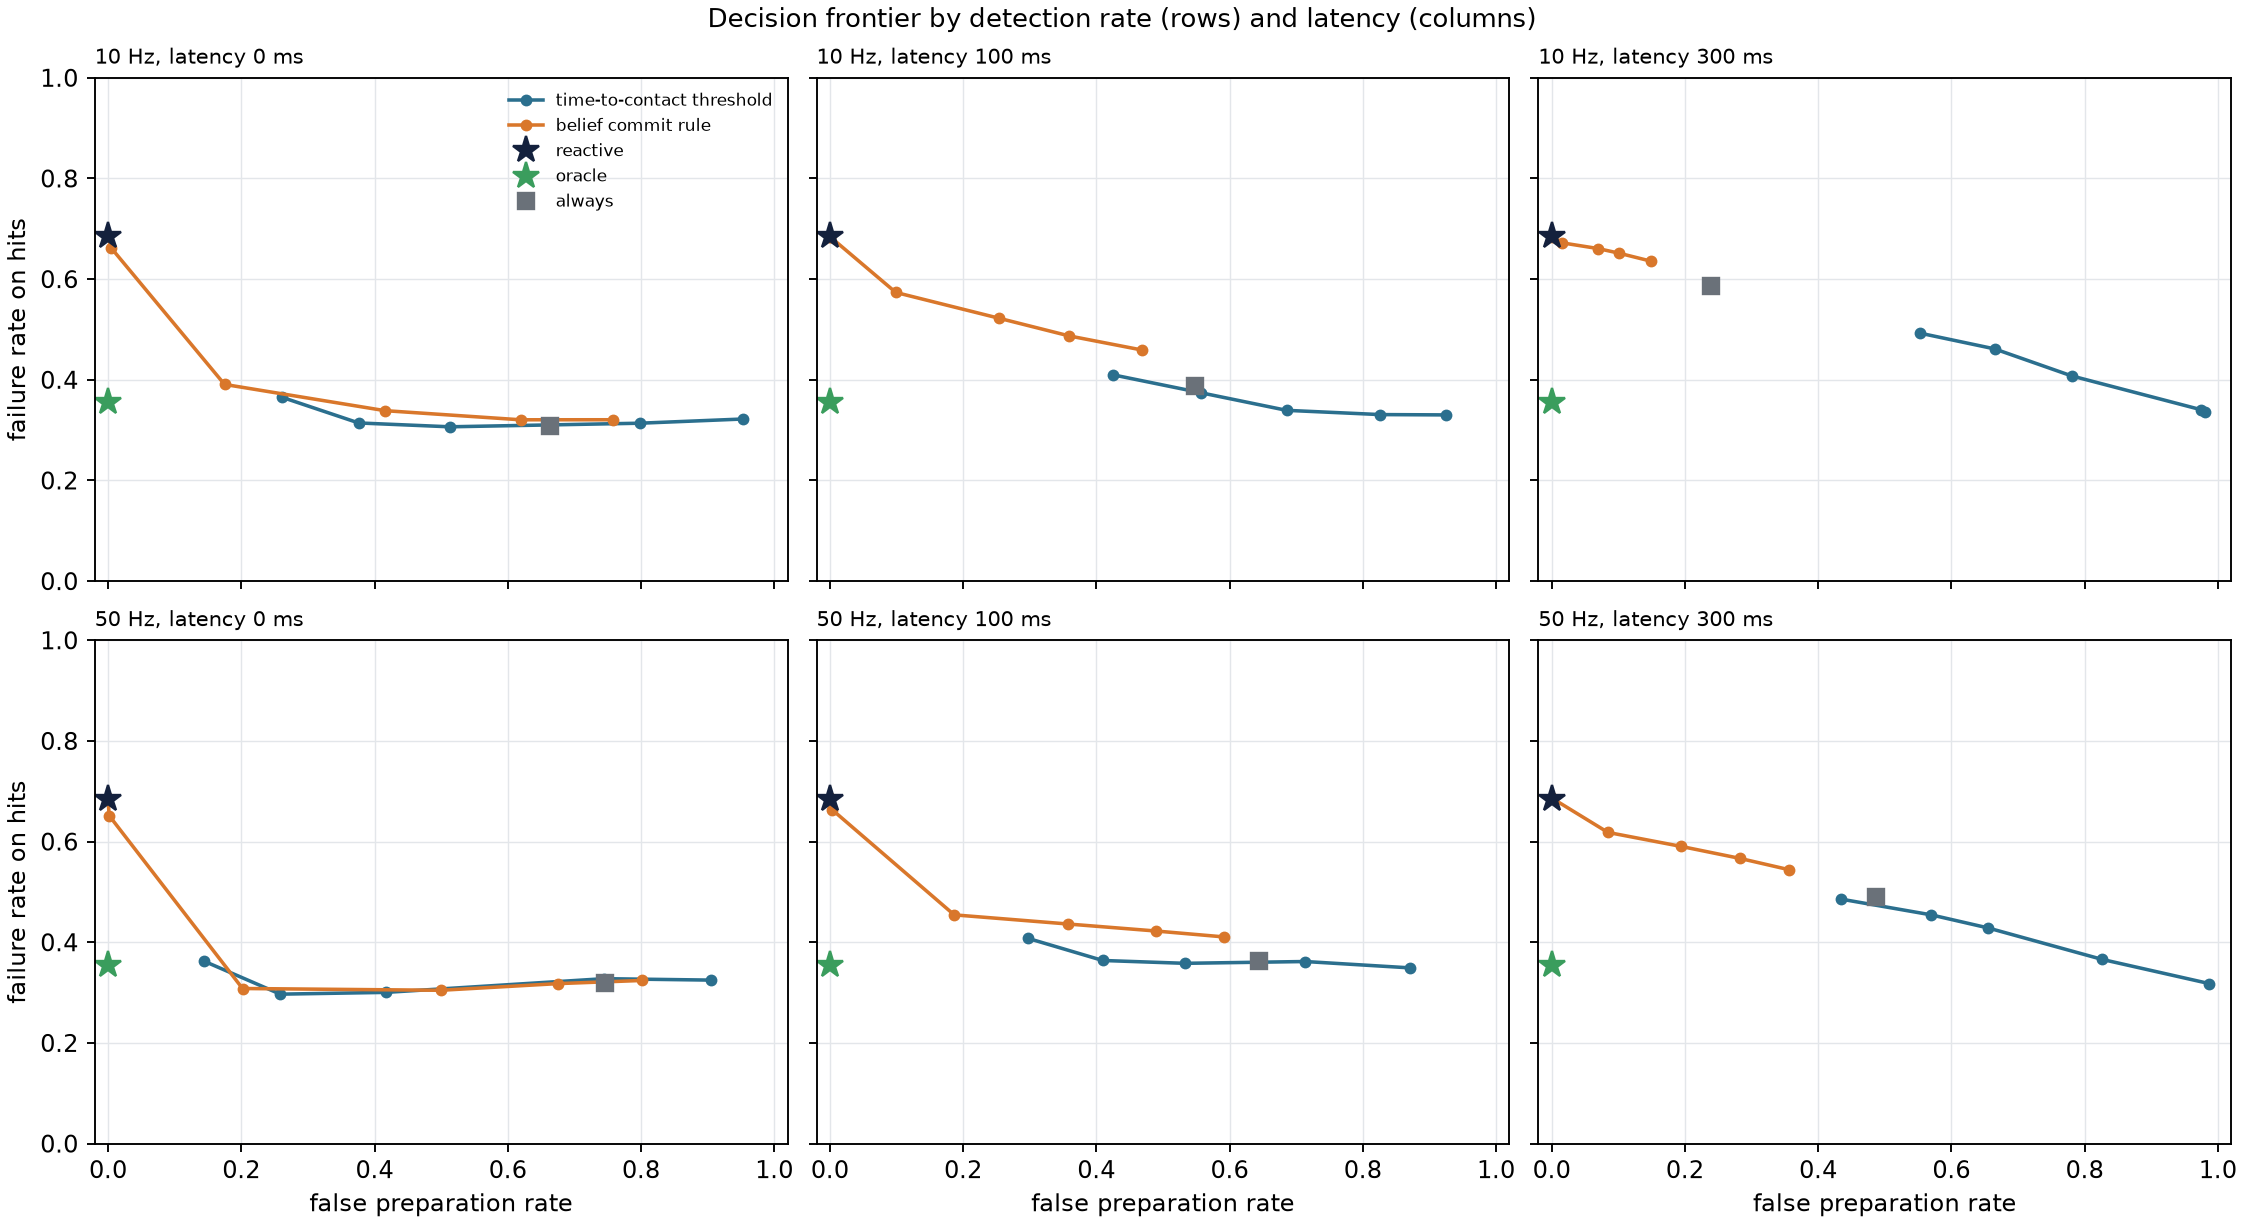 Decision frontier by detection rate (rows) and latency (columns)
10 Hz, latency 0 ms
10 Hz, latency 100 ms
10 Hz, latency 300 ms
time-to-contact threshold
belief commit rule
reactive
oracle
always
failure rate on hits
1.0
0.8
0.6
0.4
0.2
0.0
50 Hz, latency 0 ms
50 Hz, latency 100 ms
50 Hz, latency 300 ms
failure rate on hits
1.0
0.8
0.6
0.4
0.2
0.0
0.0 0.2 0.4 0.6 0.8 1.0
0.0 0.2 0.4 0.6 0.8 1.0
0.0 0.2 0.4 0.6 0.8 1.0
false preparation rate
false preparation rate
false preparation rate